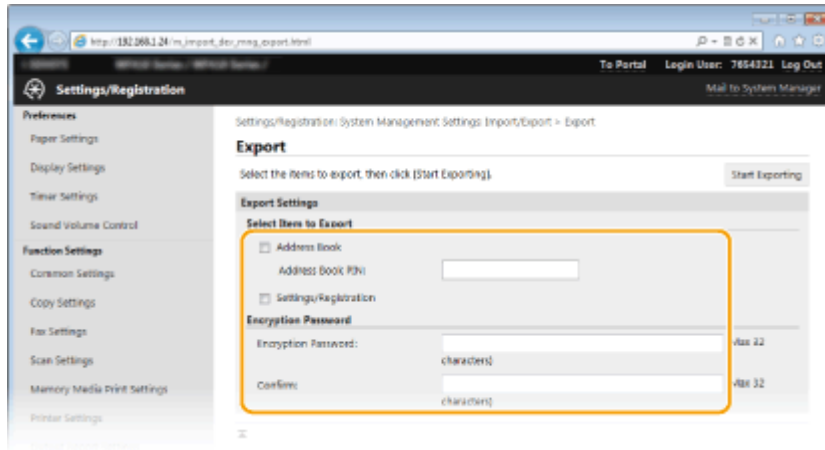 http://192.168.1.24/m_import_dev_mng_export.html
To Portal Login User: 7654321 Log Out
Settings/Registration
Mail to System Manager
Preferences
Paper Settings
Display Settings
Timer Settings
Sound Volume Control
Function Settings
Common Settings
Copy Settings
Fax Settings
Scan Settings
Memory Media Print Settings
Printer Settings
Settings/Registration: System Management Settings: Import/Export > Export
Export
Select the items to export, then click [Start Exporting].
Start Exporting
Export Settings
Select Item to Export
Address Book
Address Book PIN:
Settings/Registration
Encryption Password
Encryption Password:
(Max 32
characters)
Confirm:
(Max 32
characters)